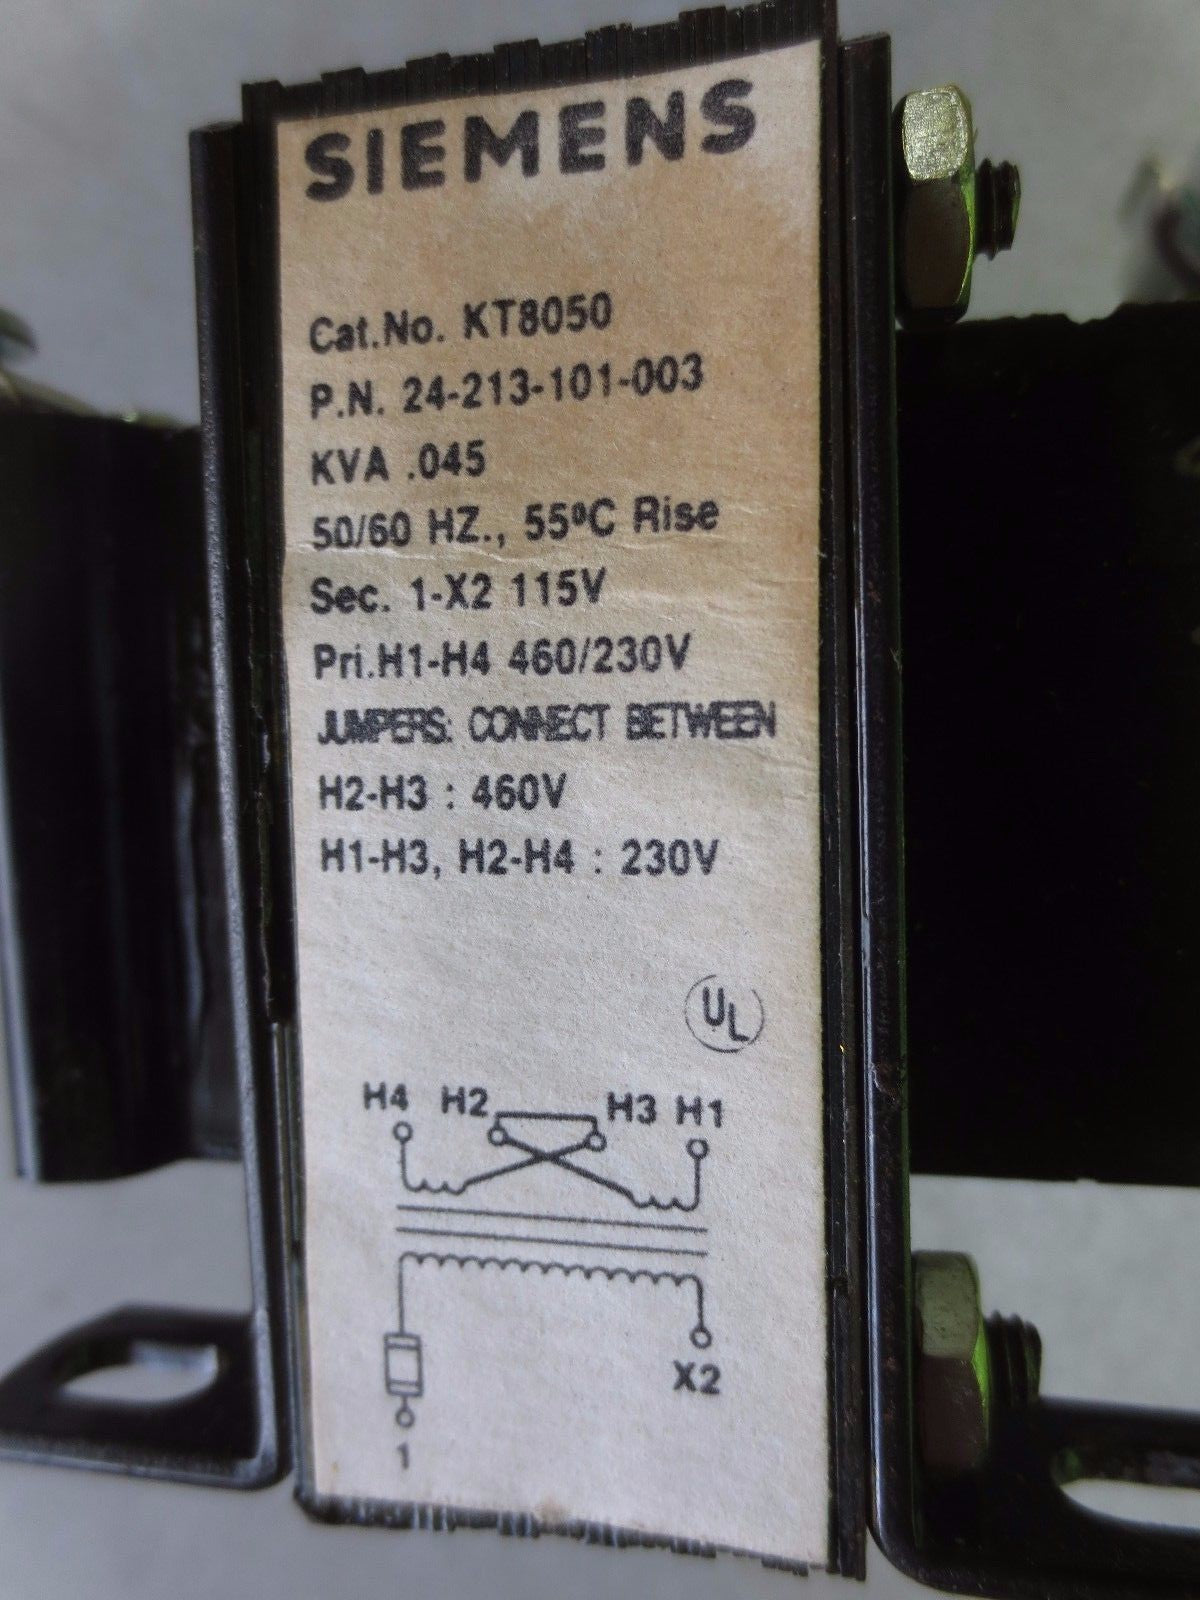 SIEMENS
Cat.No. KT8050
P.N. 24-213-101-003
KVA .045
50/60 HZ., 55ºC Rise
Sec. 1-X2 115V
Pri.H1-H4 460/230V
JUMPERS: CONNECT BETWEEN
H2-H3 : 460V
H1-H3, H2-H4 : 230V
UL
H4 H2 H3 H1
X2
1